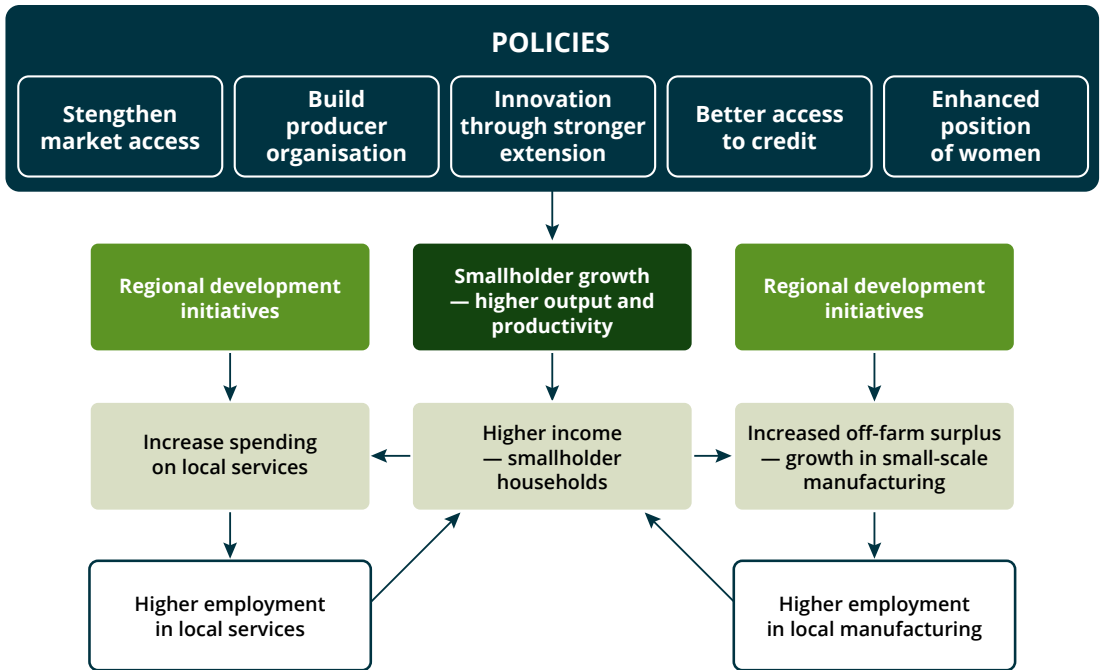 POLICIES
Stengthen
market access
Build
producer
organisation
Innovation
through stronger
extension
Better access
to credit
Enhanced
position
of women
Regional development
initiatives
Smallholder growth
— higher output and
productivity
Regional development
initiatives
Increase spending
on local services
Higher income
— smallholder
households
Increased off-farm surplus
— growth in small-scale
manufacturing
Higher employment
in local services
Higher employment
in local manufacturing